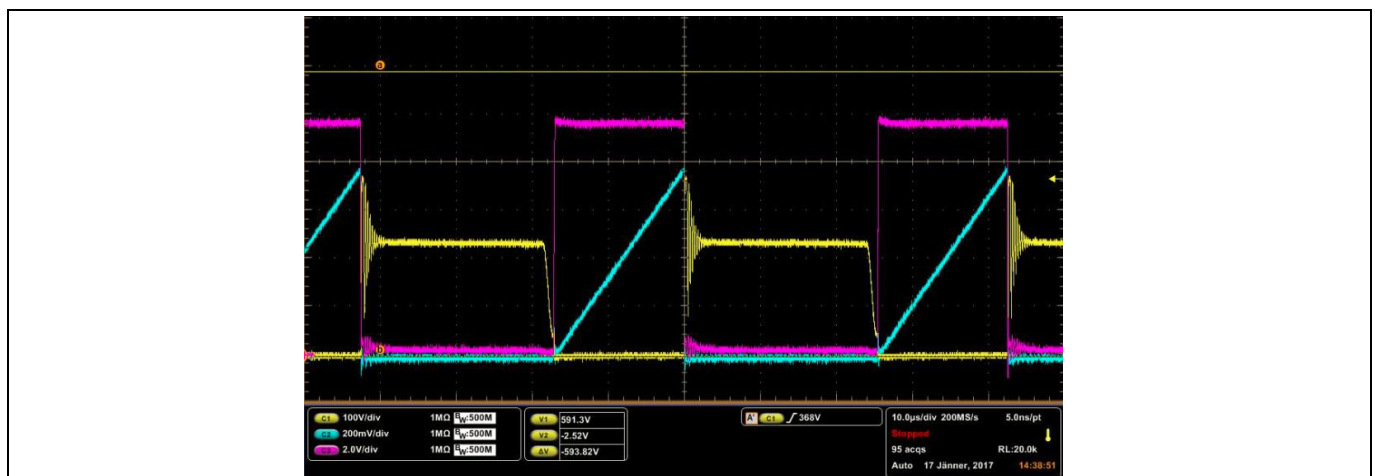 a
b
C1 100V/div 1MΩ BW:500M
C2 200mV/div 1MΩ BW:500M
C3 2.0V/div 1MΩ BW:500M
V1 591.3V
V2 -2.52V
ΔV -593.82V
A' C1 368V
10.0µs/div 200MS/s 5.0ns/pt
Stopped
95 acqs RL:20.0k
Auto 17 Jänner, 2017 14:38:51